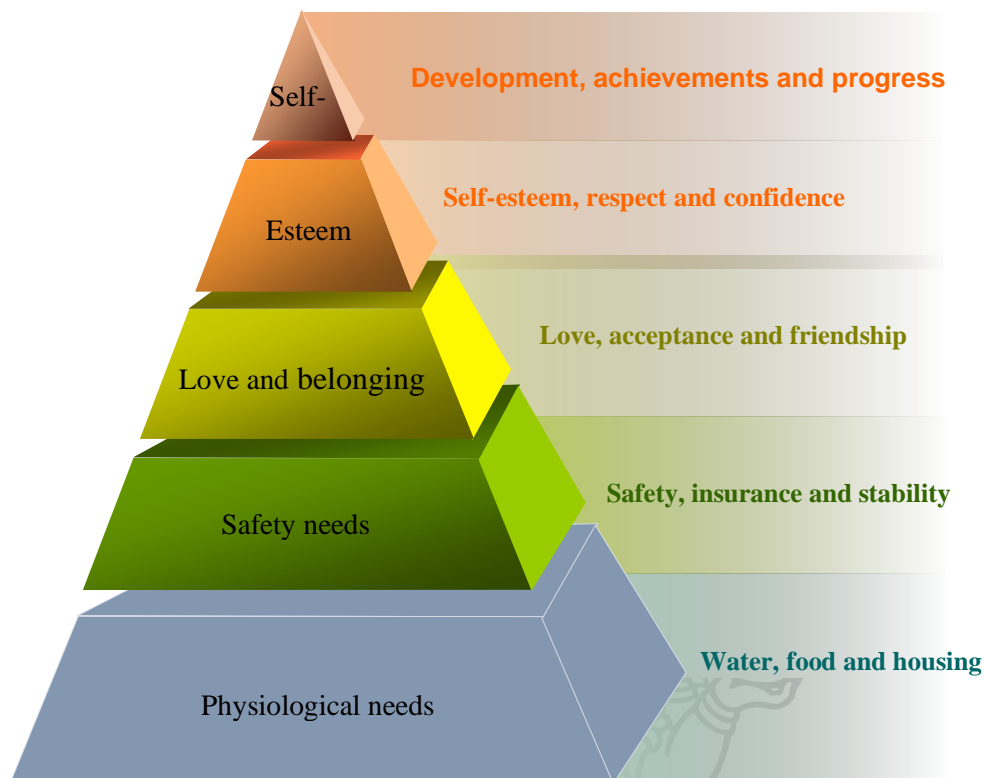 Self-
Development, achievements and progress
Esteem
Self-esteem, respect and confidence
Love and belonging
Love, acceptance and friendship
Safety needs
Safety, insurance and stability
Physiological needs
Water, food and housing